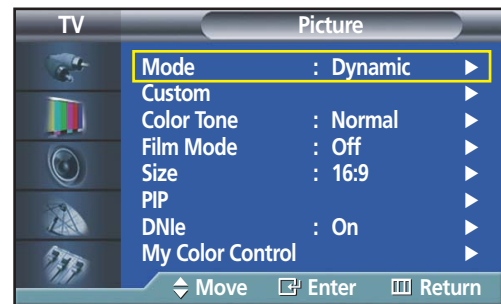 TV Picture
Mode : Dynamic
Custom
Color Tone : Normal
Film Mode : Off
Size : 16:9
PIP
DNIe : On
My Color Control
Move Enter Return